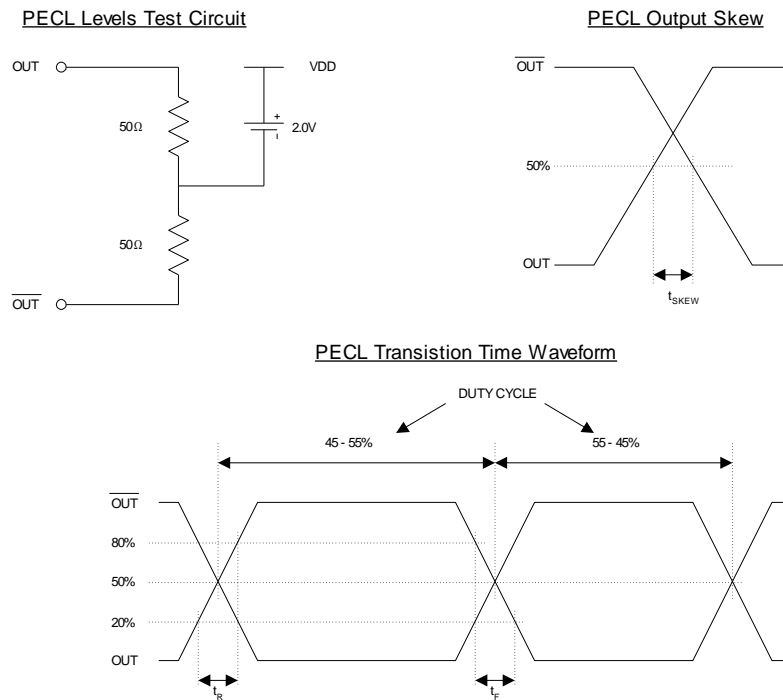 PECL Levels Test Circuit
OUT
VDD
50Ω
+
2.0V
50Ω
OUT
PECL Output Skew
OUT
50%
OUT
tSKEW
PECL Transistion Time Waveform
DUTY CYCLE
45 - 55%
55 - 45%
OUT
80%
50%
20%
OUT
tR
tF